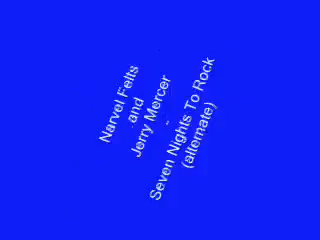 Narvel Felts
and
Jerry Mercer
-
Seven Nights To Rock
(alternate)